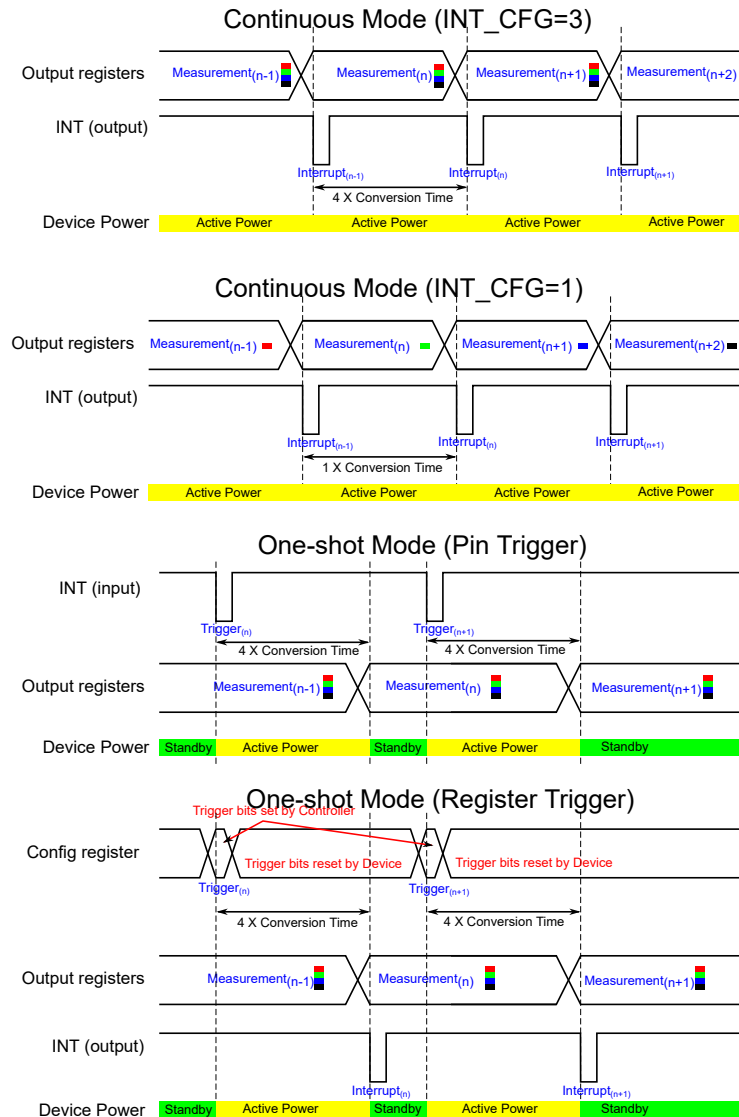 Continuous Mode (INT_CFG=3)
Output registers
Measurement(n-1)
Measurement(n)
Measurement(n+1)
Measurement(n+2)
INT (output)
Interrupt(n-1)
Interrupt(n)
Interrupt(n+1)
4 X Conversion Time
Device Power
Active Power
Active Power
Active Power
Active Power
Continuous Mode (INT_CFG=1)
Output registers
Measurement(n-1)
Measurement(n)
Measurement(n+1)
Measurement(n+2)
INT (output)
Interrupt(n-1)
Interrupt(n)
Interrupt(n+1)
1 X Conversion Time
Device Power
Active Power
Active Power
Active Power
Active Power
One-shot Mode (Pin Trigger)
INT (input)
Trigger(n)
Trigger(n+1)
4 X Conversion Time
4 X Conversion Time
Output registers
Measurement(n-1)
Measurement(n)
Measurement(n+1)
Device Power
Standby
Active Power
Standby
Active Power
Standby
One-shot Mode (Register Trigger)
Trigger bits set by Controller
Config register
Trigger bits reset by Device
Trigger bits reset by Device
Trigger(n)
Trigger(n+1)
4 X Conversion Time
4 X Conversion Time
Output registers
Measurement(n-1)
Measurement(n)
Measurement(n+1)
INT (output)
Interrupt(n)
Interrupt(n+1)
Device Power
Standby
Active Power
Standby
Active Power
Standby